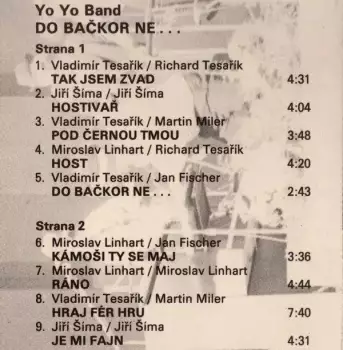 Yo Yo Band
DO BAČKOR NE...
Strana 1
1. Vladimír Tesařík / Richard Tesařík
TAK JSEM ZVAD 4:31
2. Jiří Šíma / Jiří Šíma
HOSTIVAŘ 4:04
3. Vladimír Tesařík / Martin Miler
POD ČERNOU TMOU 3:48
4. Miroslav Linhart / Richard Tesařík
HOST 4:20
5. Vladimír Tesařík / Jan Fischer
DO BAČKOR NE... 2:43
Strana 2
6. Miroslav Linhart / Jan Fischer
KÁMOŠI TY SE MAJ 3:36
7. Miroslav Linhart / Miroslav Linhart
RÁNO 4:44
8. Vladimír Tesařík / Martin Miler
HRAJ FÉR HRU 7:40
9. Jiří Šíma / Jiří Šíma
JE MI FAJN 4:31